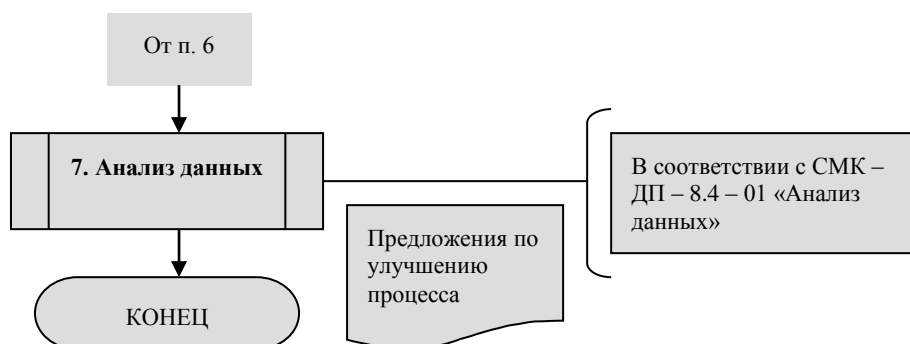 От п. 6
7. Анализ данных
В соответствии с СМК –
ДП – 8.4 – 01 «Анализ
данных»
Предложения по
улучшению
процесса
КОНЕЦ